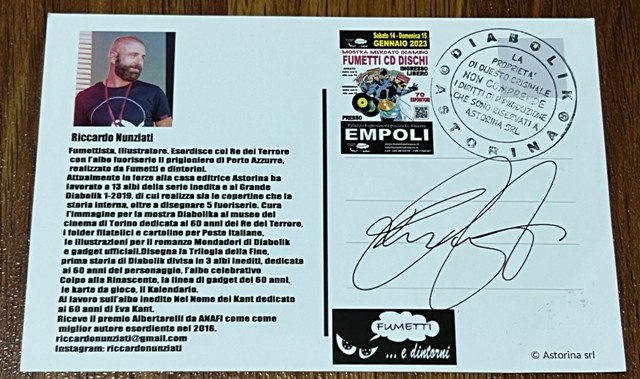 Riccardo Nunziati
Fumettista, illustratore. Esordisce col Re del Terrore
con l'albo fuoriserie Il prigioniero di Porto Azzurro,
realizzato da Fumetti e dintorini.
Attualmente in forze alla casa editrice Astorina ha
lavorato a 13 albi della serie inedita e al Grande
Diabolik 1-2019, di cui realizza sia le copertine che la
storia interna, oltre a disegnare 5 fuoriserie. Cura
l'immagine per la mostra Diabolika al museo del
cinema di Torino dedicata ai 60 anni del Re del Terrore,
i folder filatelici e cartoline per Poste Italiane,
le illustrazioni per il romanzo Mondadori di Diabolik
e gadget ufficiali.Disegna la Trilogia della Fine,
prima storia di Diabolik divisa in 3 albi inediti, dedicata
ai 60 anni del personaggio, l'albo celebrativo
Colpo alla Rinascente, la linea di gadget dei 60 anni,
le karte da gioco, il Kalendario.
Al lavoro sull'albo inedito Nel Nome dei Kant dedicato
ai 60 anni di Eva Kant.
Riceve il premio Albertarelli da ANAFI come come
miglior autore esordiente nel 2016.
riccardonunziati@gmail.com
Instagram: riccardonunziati
Sabato 14 - Domenica 15
GENNAIO 2023
MOSTRA MERCATO SCAMBIO
FUMETTI CD DISCHI
INGRESSO
LIBERO
70
ESPOSITORI
PRESSO
EMPOLI
DIABOLIK
© ASTORINA ©
LA
PROPRIETA'
DI QUESTO ORIGINALE
NON COMPRENDE
I DIRITTI DI RIPRODUZIONE
CHE SONO RISERVATI A
ASTORINA SRL
FUMETTI
... e dintorni
© Astorina srl